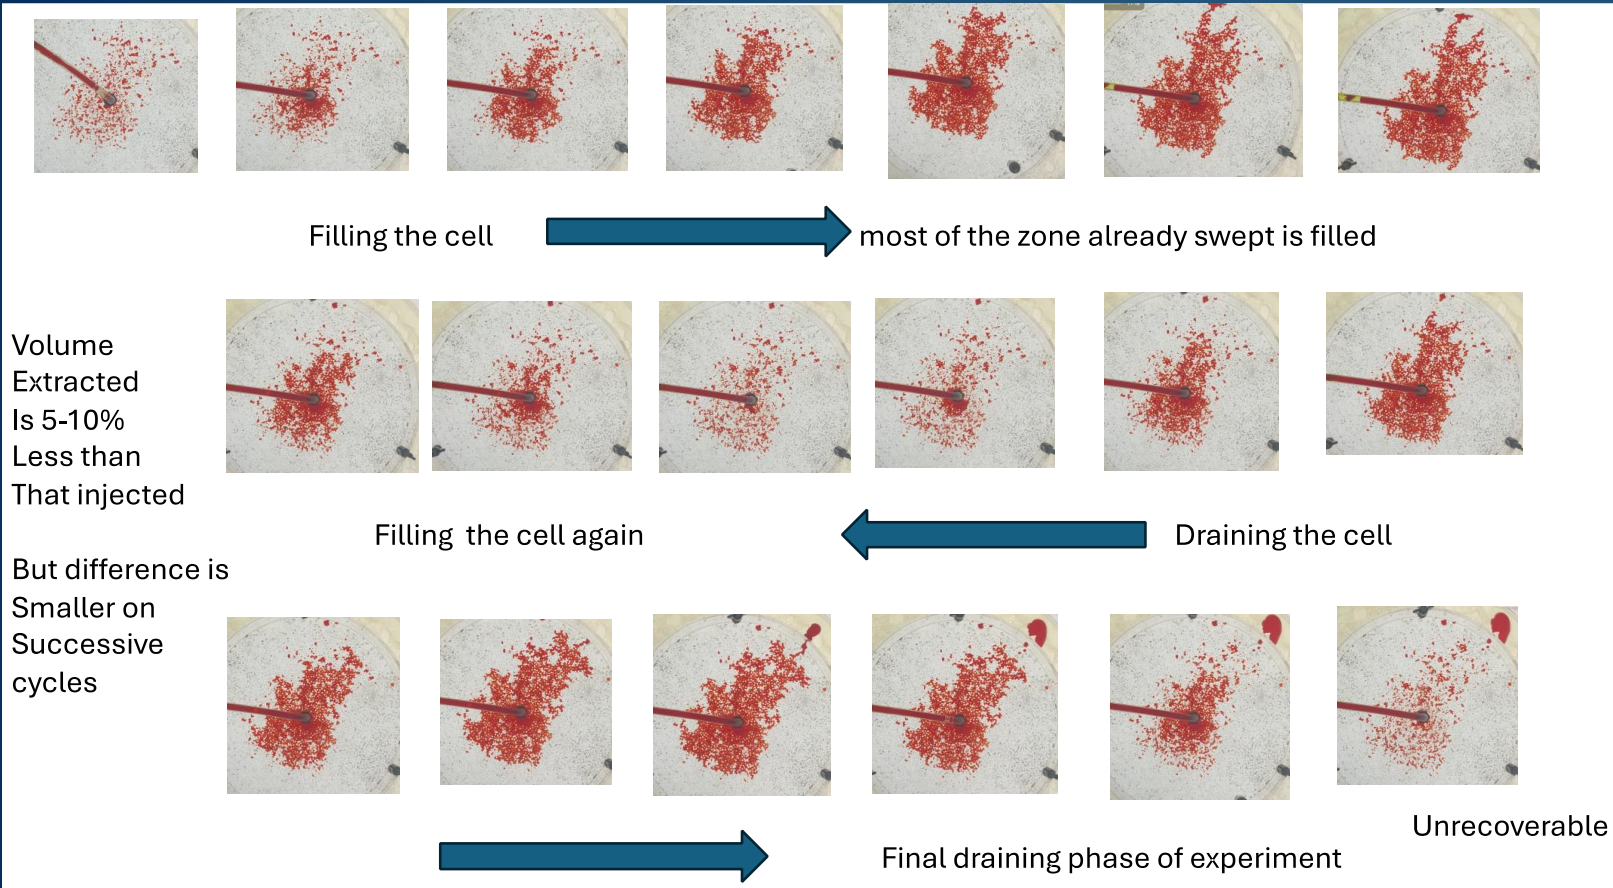 Filling the cell
most of the zone already swept is filled
Volume
Extracted
Is 5-10%
Less than
That injected
Filling the cell again
Draining the cell
But difference is
Smaller on
Successive
cycles
Unrecoverable
Final draining phase of experiment